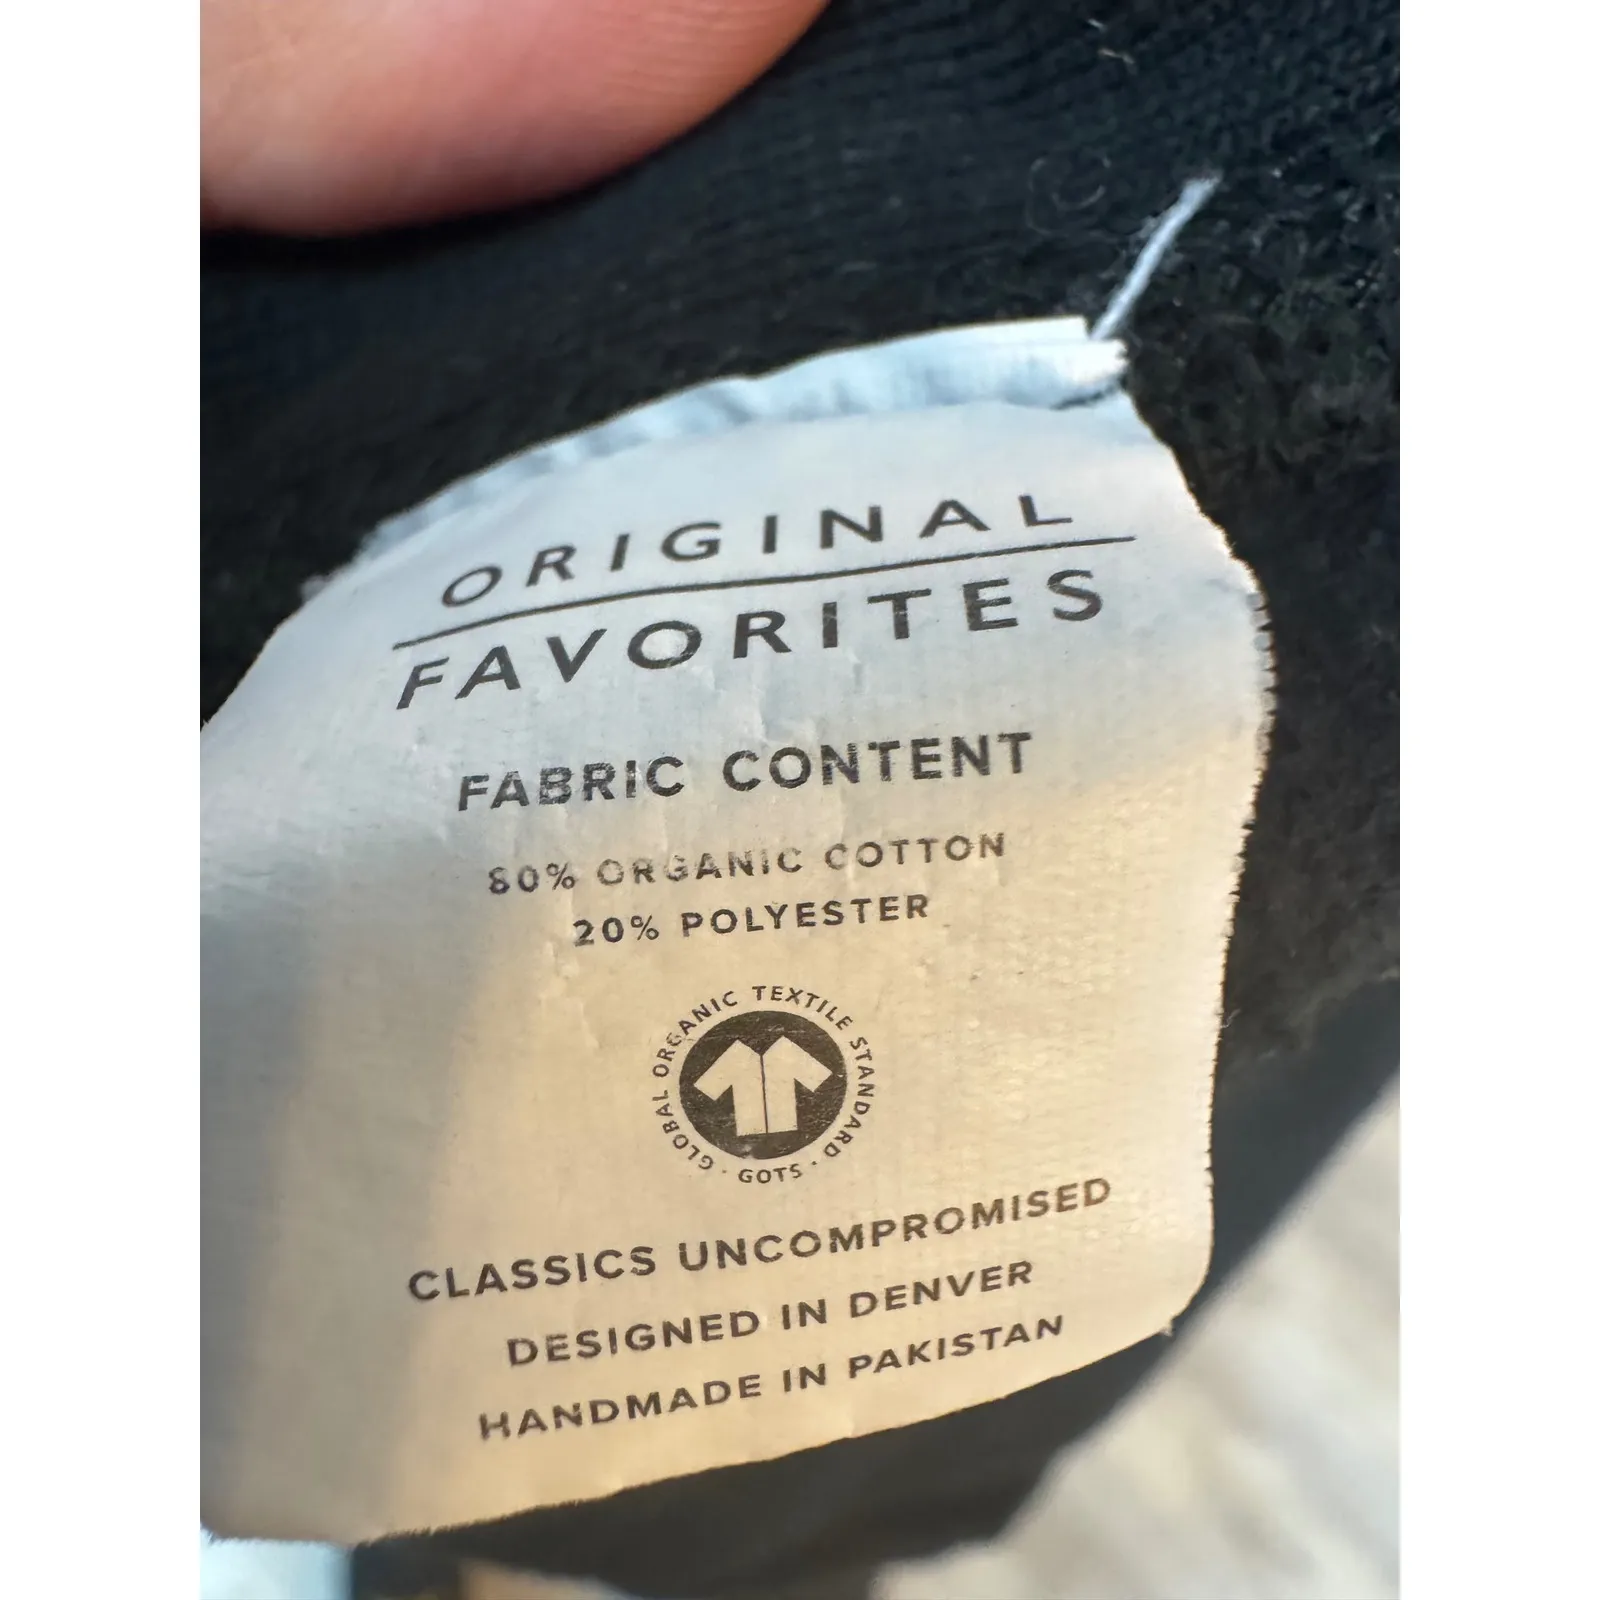 ORIGINAL
FAVORITES
FABRIC CONTENT
80% ORGANIC COTTON
20% POLYESTER
GLOBAL ORGANIC TEXTILE STANDARD · GOTS ·
CLASSICS UNCOMPROMISED
DESIGNED IN DENVER
HANDMADE IN PAKISTAN